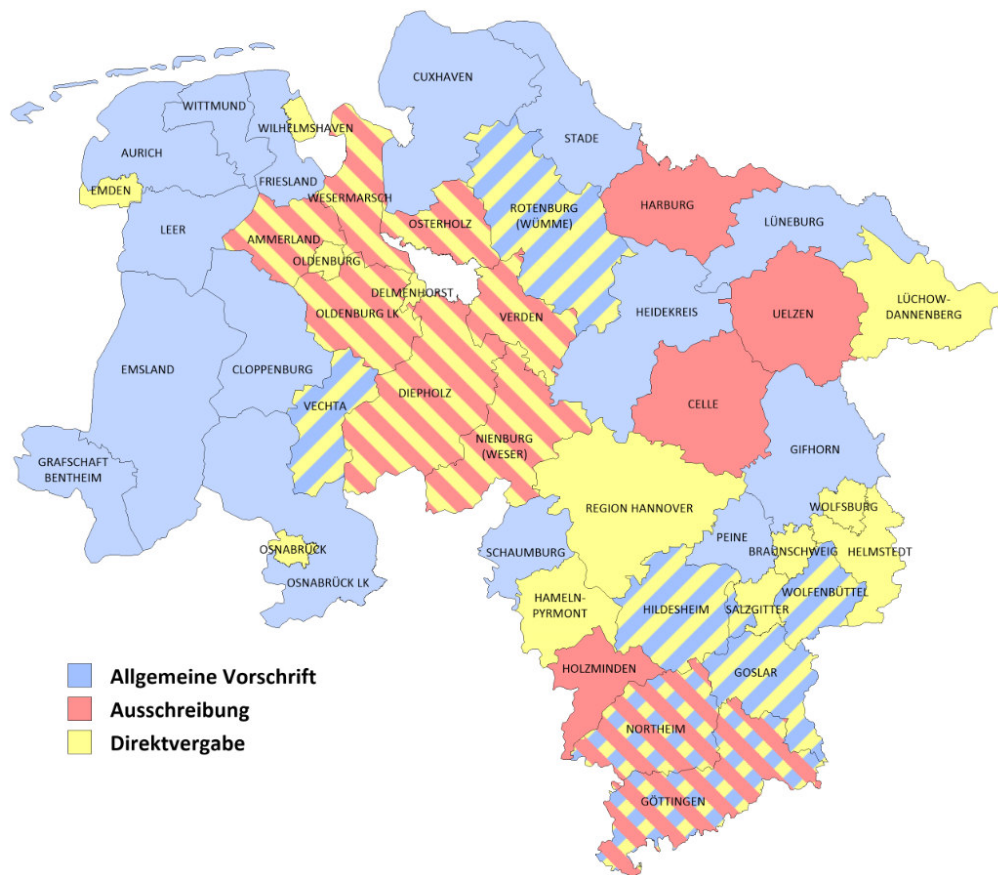 CUXHAVEN
WITTMUND
WILHELMSHAVEN
STADE
AURICH
FRIESLAND
EMDEN
WESERMARSCH
HARBURG
ROTENBURG
(WÜMME)
OSTERHOLZ
LÜNEBURG
LEER
AMMERLAND
OLDENBURG
DELMENHORST
LÜCHOW-
DANNENBERG
OLDENBURG LK
VERDEN
HEIDEKREIS
UELZEN
EMSLAND
CLOPPENBURG
DIEPHOLZ
VECHTA
CELLE
NIENBURG
(WESER)
GIFHORN
GRAFSCHAFT
BENTHEIM
REGION HANNOVER
WOLFSBURG
PEINE
OSNABRÜCK
SCHAUMBURG
BRAUNSCHWEIG
HELMSTEDT
OSNABRÜCK LK
WOLFENBÜTTEL
HAMELN-
PYRMONT
HILDESHEIM
SALZGITTER
HOLZMINDEN
GOSLAR
NORTHEIM
GÖTTINGEN
Allgemeine Vorschrift
Ausschreibung
Direktvergabe